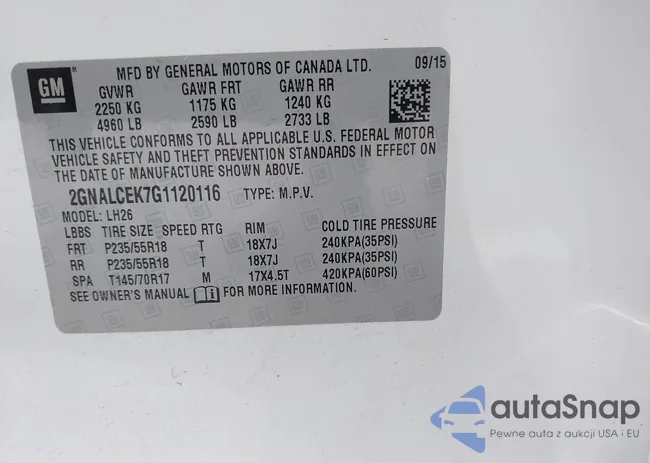 GM ® MFD BY GENERAL MOTORS OF CANADA LTD. 09/15
GVWR GAWR FRT GAWR RR
2250 KG 1175 KG 1240 KG
4960 LB 2590 LB 2733 LB
THIS VEHICLE CONFORMS TO ALL APPLICABLE U.S. FEDERAL MOTOR
VEHICLE SAFETY AND THEFT PREVENTION STANDARDS IN EFFECT ON
THE DATE OF MANUFACTURE SHOWN ABOVE.
2GNALCEK7G1120116 TYPE: M.P.V.
MODEL: LH26
LBBS TIRE SIZE SPEED RTG RIM COLD TIRE PRESSURE
FRT P235/55R18 T 18X7J 240KPA(35PSI)
RR P235/55R18 T 18X7J 240KPA(35PSI)
SPA T145/70R17 M 17X4.5T 420KPA(60PSI)
SEE OWNER'S MANUAL FOR MORE INFORMATION.
autaSnap
Pewne auta z aukcji USA i EU